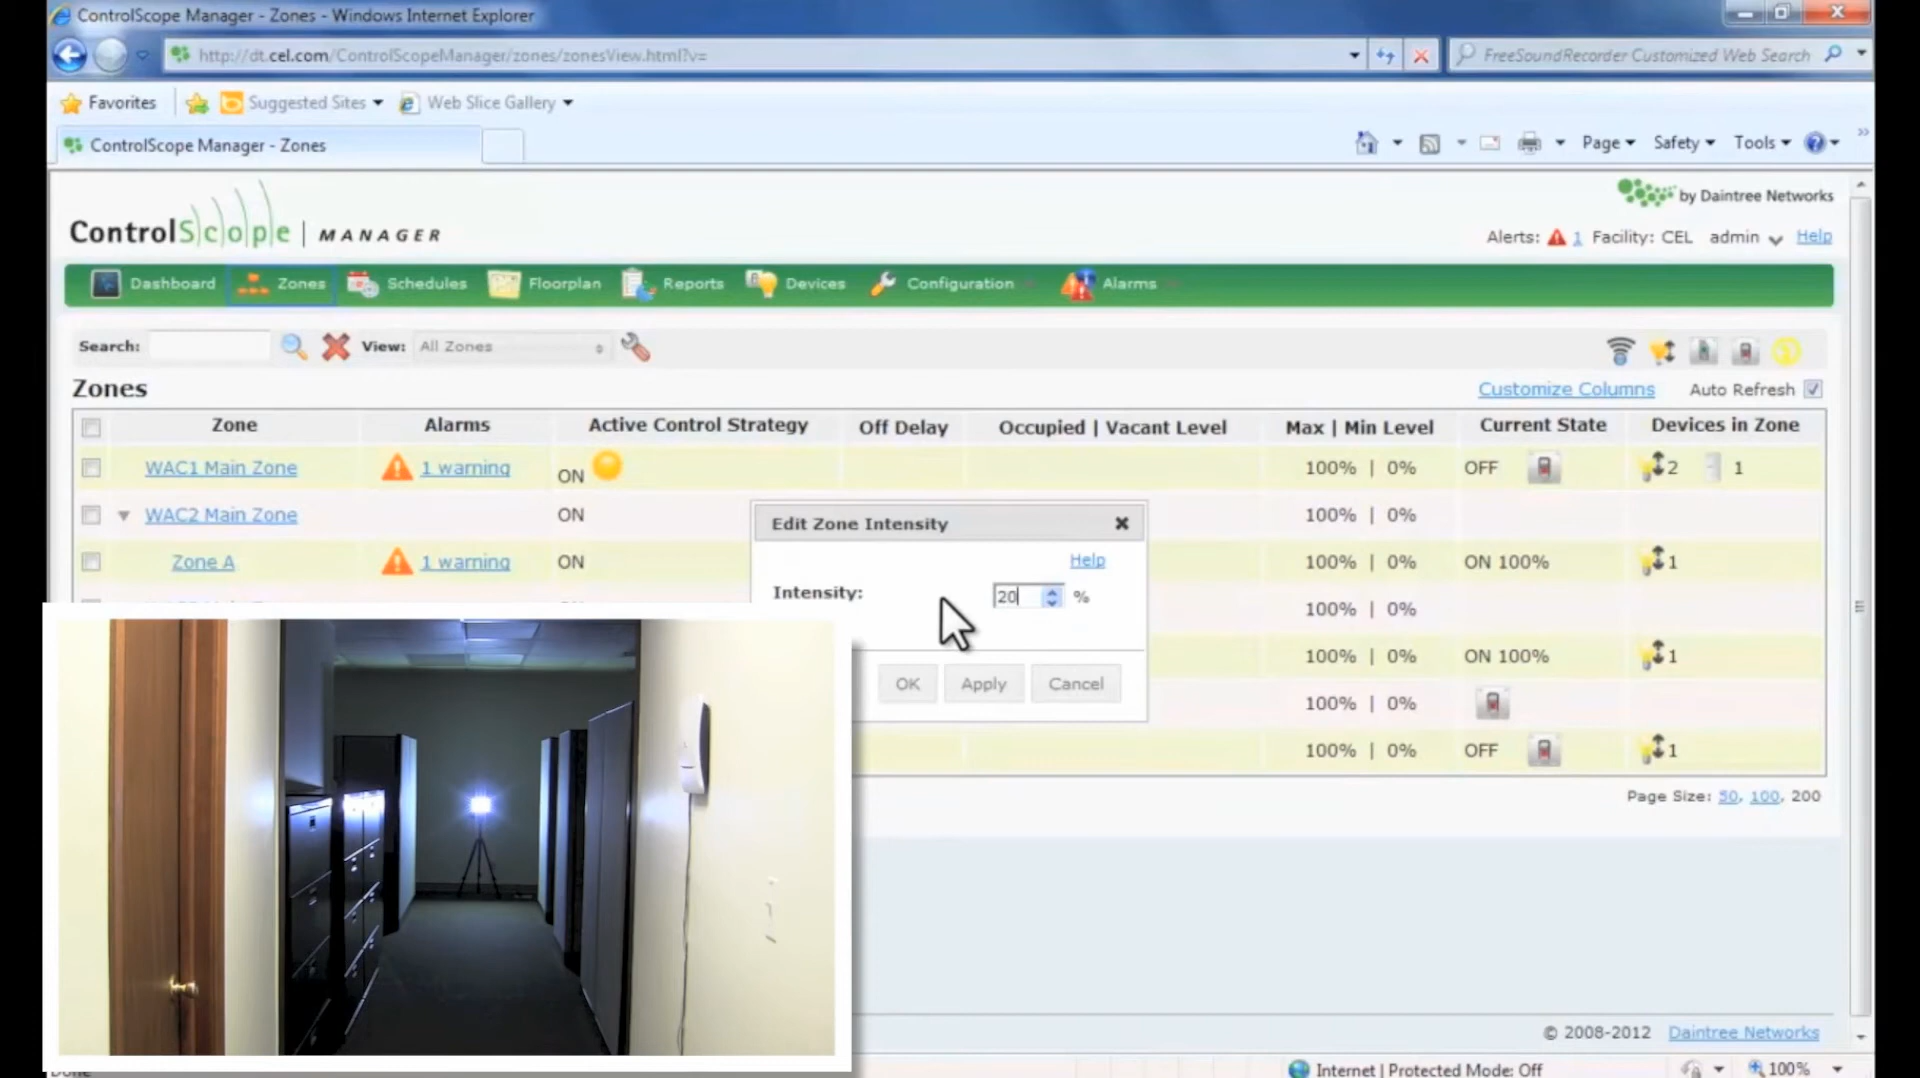 ControlScope Manager - Zones - Windows Internet Explorer
http://dt.cel.com/ControlScopeManager/zones/zonesView.html?v=
FreeSoundRecorder Customized Web Search
Favorites Suggested Sites Web Slice Gallery
ControlScope Manager - Zones
Page Safety Tools
ControlScope | MANAGER
by Daintree Networks
Alerts: 1 Facility: CEL admin Help
Dashboard Zones Schedules Floorplan Reports Devices Configuration Alarms
Search: View: All Zones
Zones
Customize Columns Auto Refresh
Zone Alarms Active Control Strategy Off Delay Occupied | Vacant Level Max | Min Level Current State Devices in Zone
WAC1 Main Zone 1 warning ON 100% | 0% OFF 2 1
WAC2 Main Zone ON 100% | 0%
Zone A 1 warning ON 100% | 0% ON 100% 1
100% | 0%
100% | 0% ON 100% 1
100% | 0%
100% | 0% OFF 1
Edit Zone Intensity
Help
Intensity: 20 %
OK Apply Cancel
Page Size: 50, 100, 200
© 2008-2012 Daintree Networks
Internet | Protected Mode: Off
100%